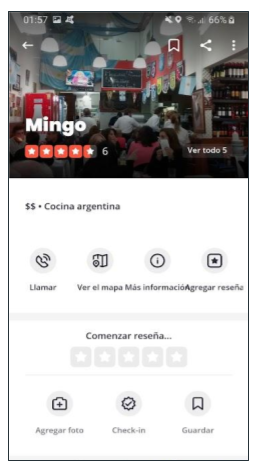 01:57 66%
Mingo
6 Ver todo 5
$$ • Cocina argentina
Llamar Ver el mapa Más información Agregar reseña
Comenzar reseña...
Agregar foto Check-in Guardar